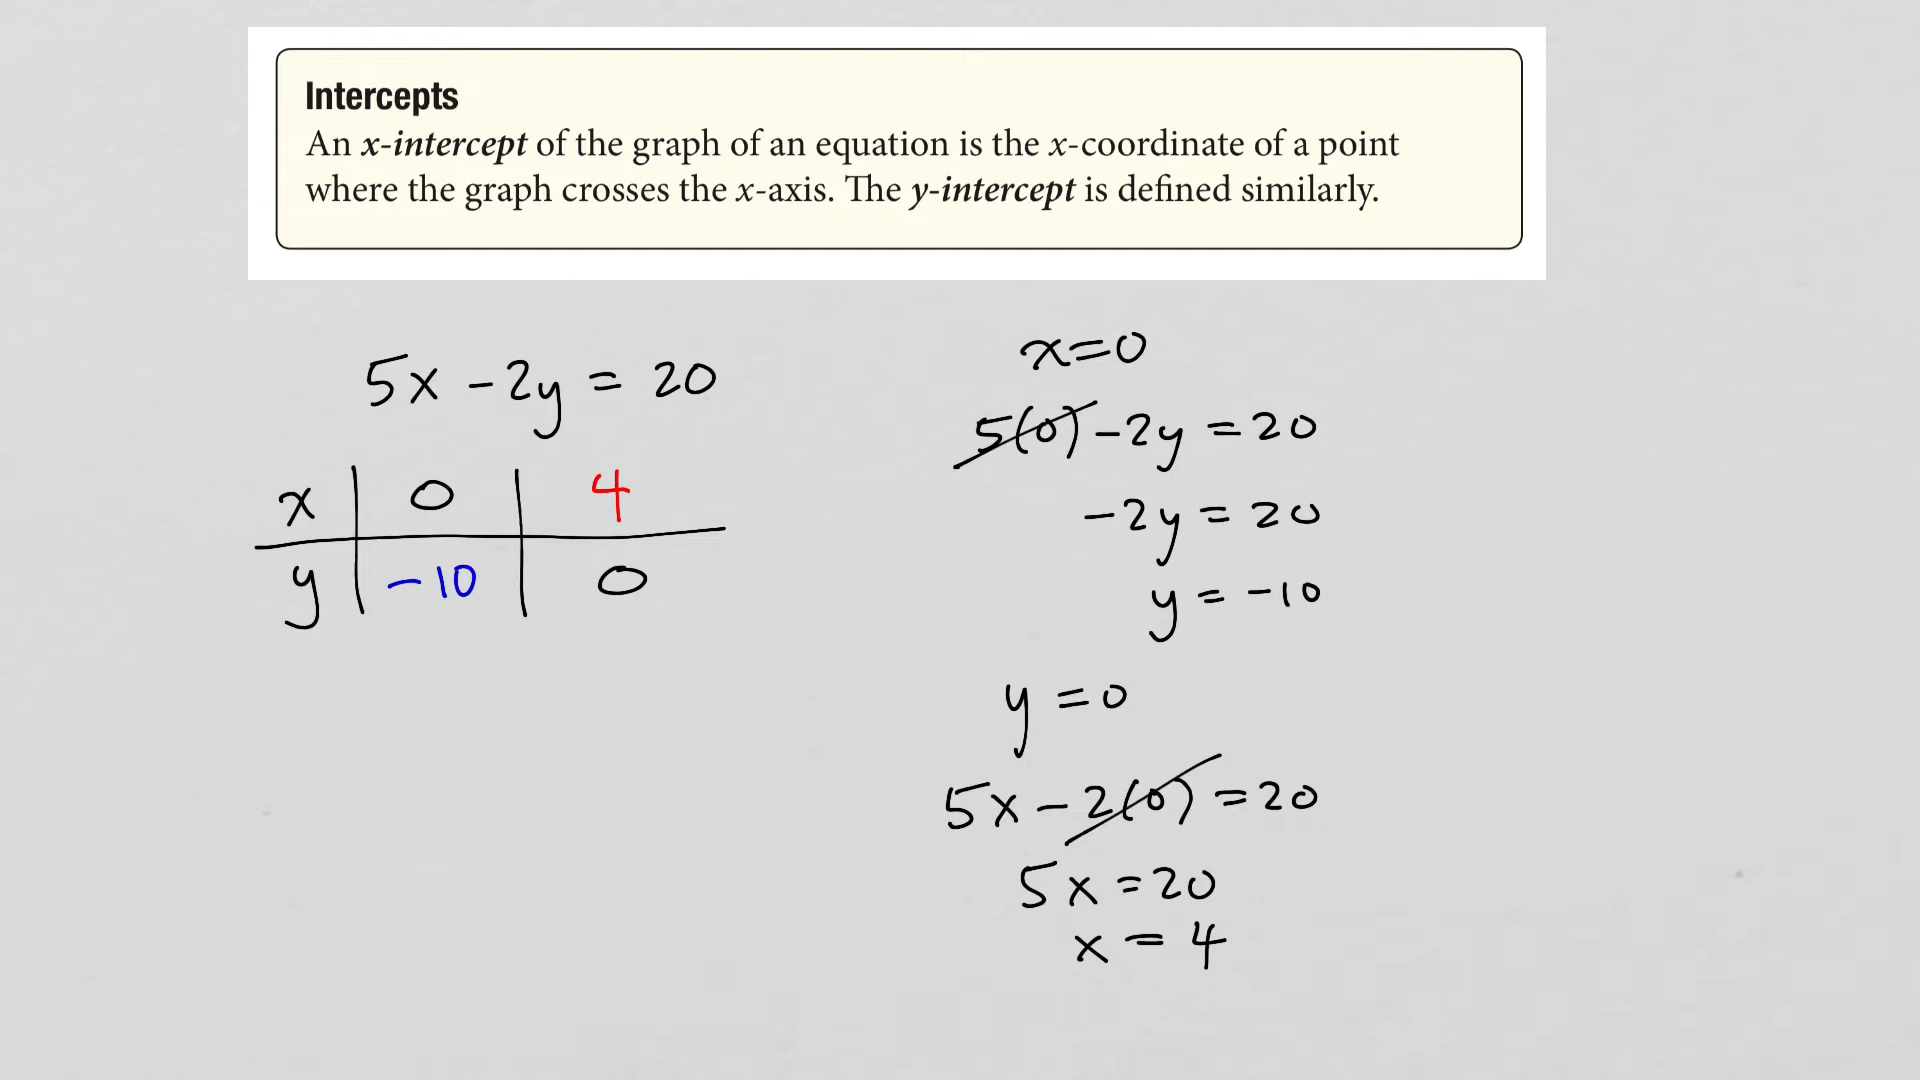 Intercepts
An x-intercept of the graph of an equation is the x-coordinate of a point
where the graph crosses the x-axis. The y-intercept is defined similarly.
5x - 2y = 20
x | 0 | 4
y | -10 | 0
x=0
5(0) - 2y = 20
-2y = 20
y = -10
y = 0
5x - 2(0) = 20
5x = 20
x = 4